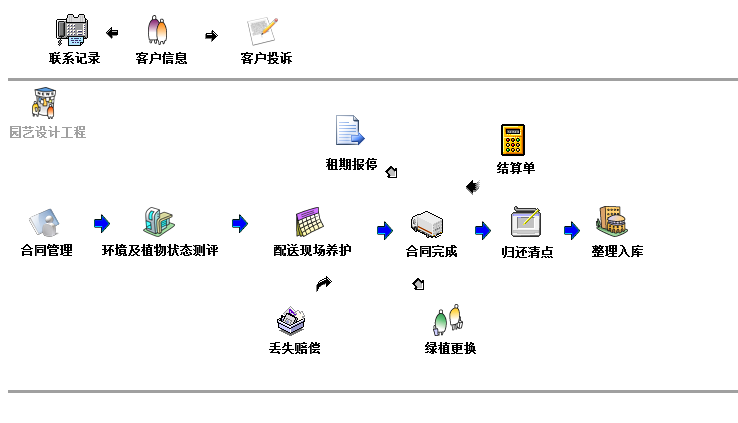 联系记录
客户信息
客户投诉
园艺设计工程
租期报停
结算单
合同管理
环境及植物状态测评
配送现场养护
合同完成
归还清点
整理入库
丢失赔偿
绿植更换